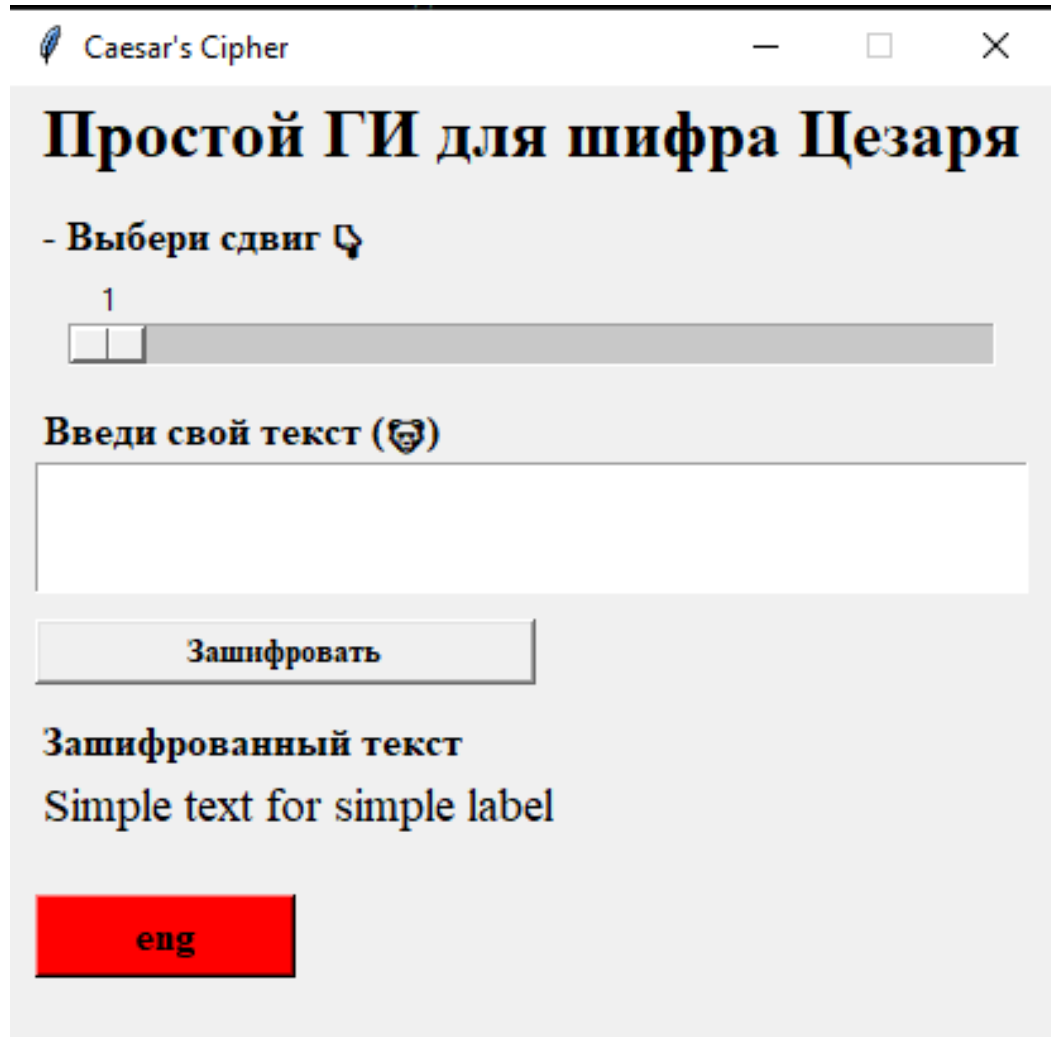 Caesar's Cipher
Простой ГИ для шифра Цезаря
- Выбери сдвиг 👇
1
Введи свой текст (🐼)
Зашифровать
Зашифрованный текст
Simple text for simple label
eng